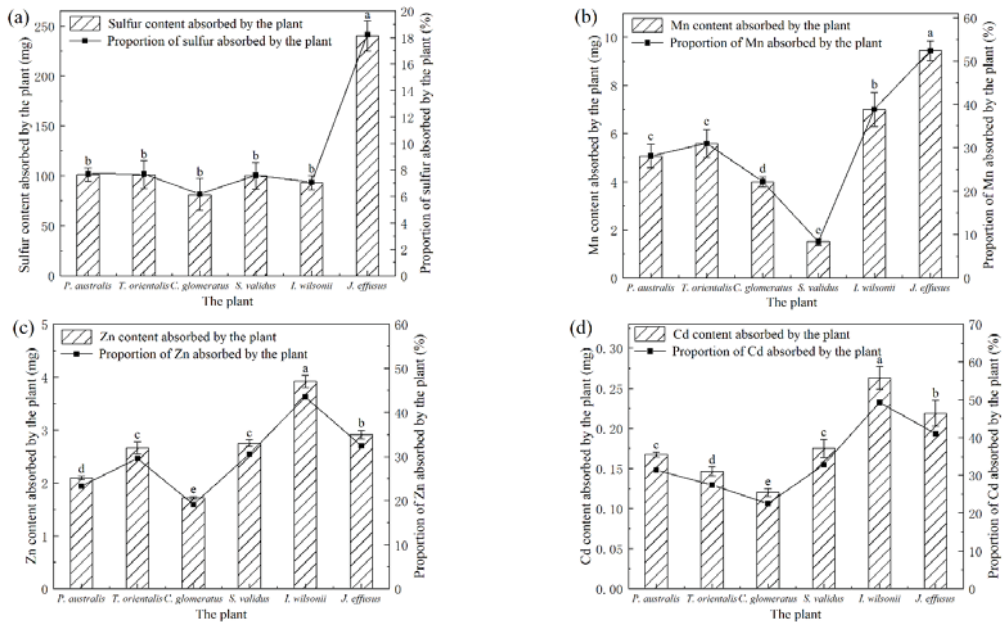 (a)
Sulfur content absorbed by the plant
Proportion of sulfur absorbed by the plant
Sulfur content absorbed by the plant (mg)
250
200
150
100
75
50
25
0
Proportion of sulfur absorbed by the plant (%)
20
18
16
14
12
10
8
6
4
2
0
b b b b b a
P. australis T. orientalis C. glomeratus S. validus I. wilsonii J. effusus
The plant
(b)
Mn content absorbed by the plant
Proportion of Mn absorbed by the plant
Mn content absorbed by the plant (mg)
10
8
6
4
2
0
Proportion of Mn absorbed by the plant (%)
60
50
40
30
20
10
0
c c d e b a
P. australis T. orientalis C. glomeratus S. validus I. wilsonii J. effusus
The plant
(c)
Zn content absorbed by the plant
Proportion of Zn absorbed by the plant
Zn content absorbed by the plant (mg)
5
4
3
2
1
0
Proportion of Zn absorbed by the plant (%)
60
50
40
30
20
10
0
d c e c a b
P. australis T. orientalis C. glomeratus S. validus I. wilsonii J. effusus
The plant
(d)
Cd content absorbed by the plant
Proportion of Cd absorbed by the plant
Cd content absorbed by the plant (mg)
0.30
0.25
0.20
0.15
0.10
0.05
0.00
Proportion of Cd absorbed by the plant (%)
70
60
50
40
30
20
10
0
c d e c a b
P. australis T. orientalis C. glomeratus S. validus I. wilsonii J. effusus
The plant